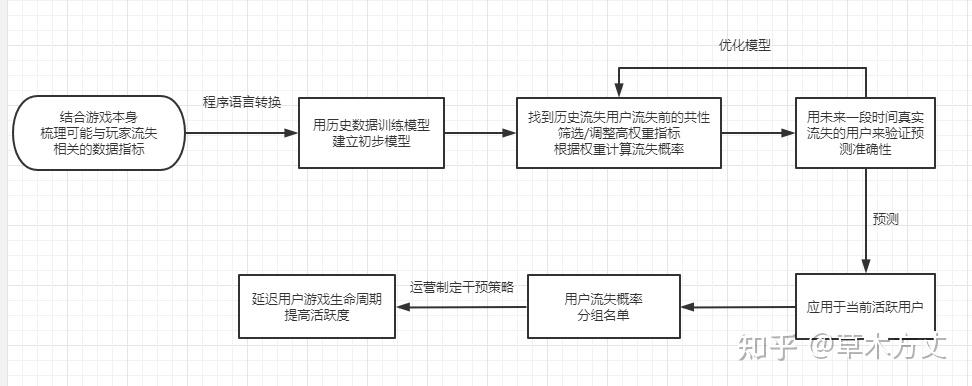 优化模型
程序语言转换
结合游戏本身
梳理可能与玩家流失
相关的数据指标
用历史数据训练模型
建立初步模型
找到历史流失用户流失前的共性
筛选/调整高权重指标
根据权重计算流失概率
用未来一段时间真实
流失的用户来验证预
测准确性
预测
应用于当前活跃用户
用户流失概率
分组名单
运营制定干预策略
延迟用户游戏生命周期
提高活跃度
知乎 @草木方丈